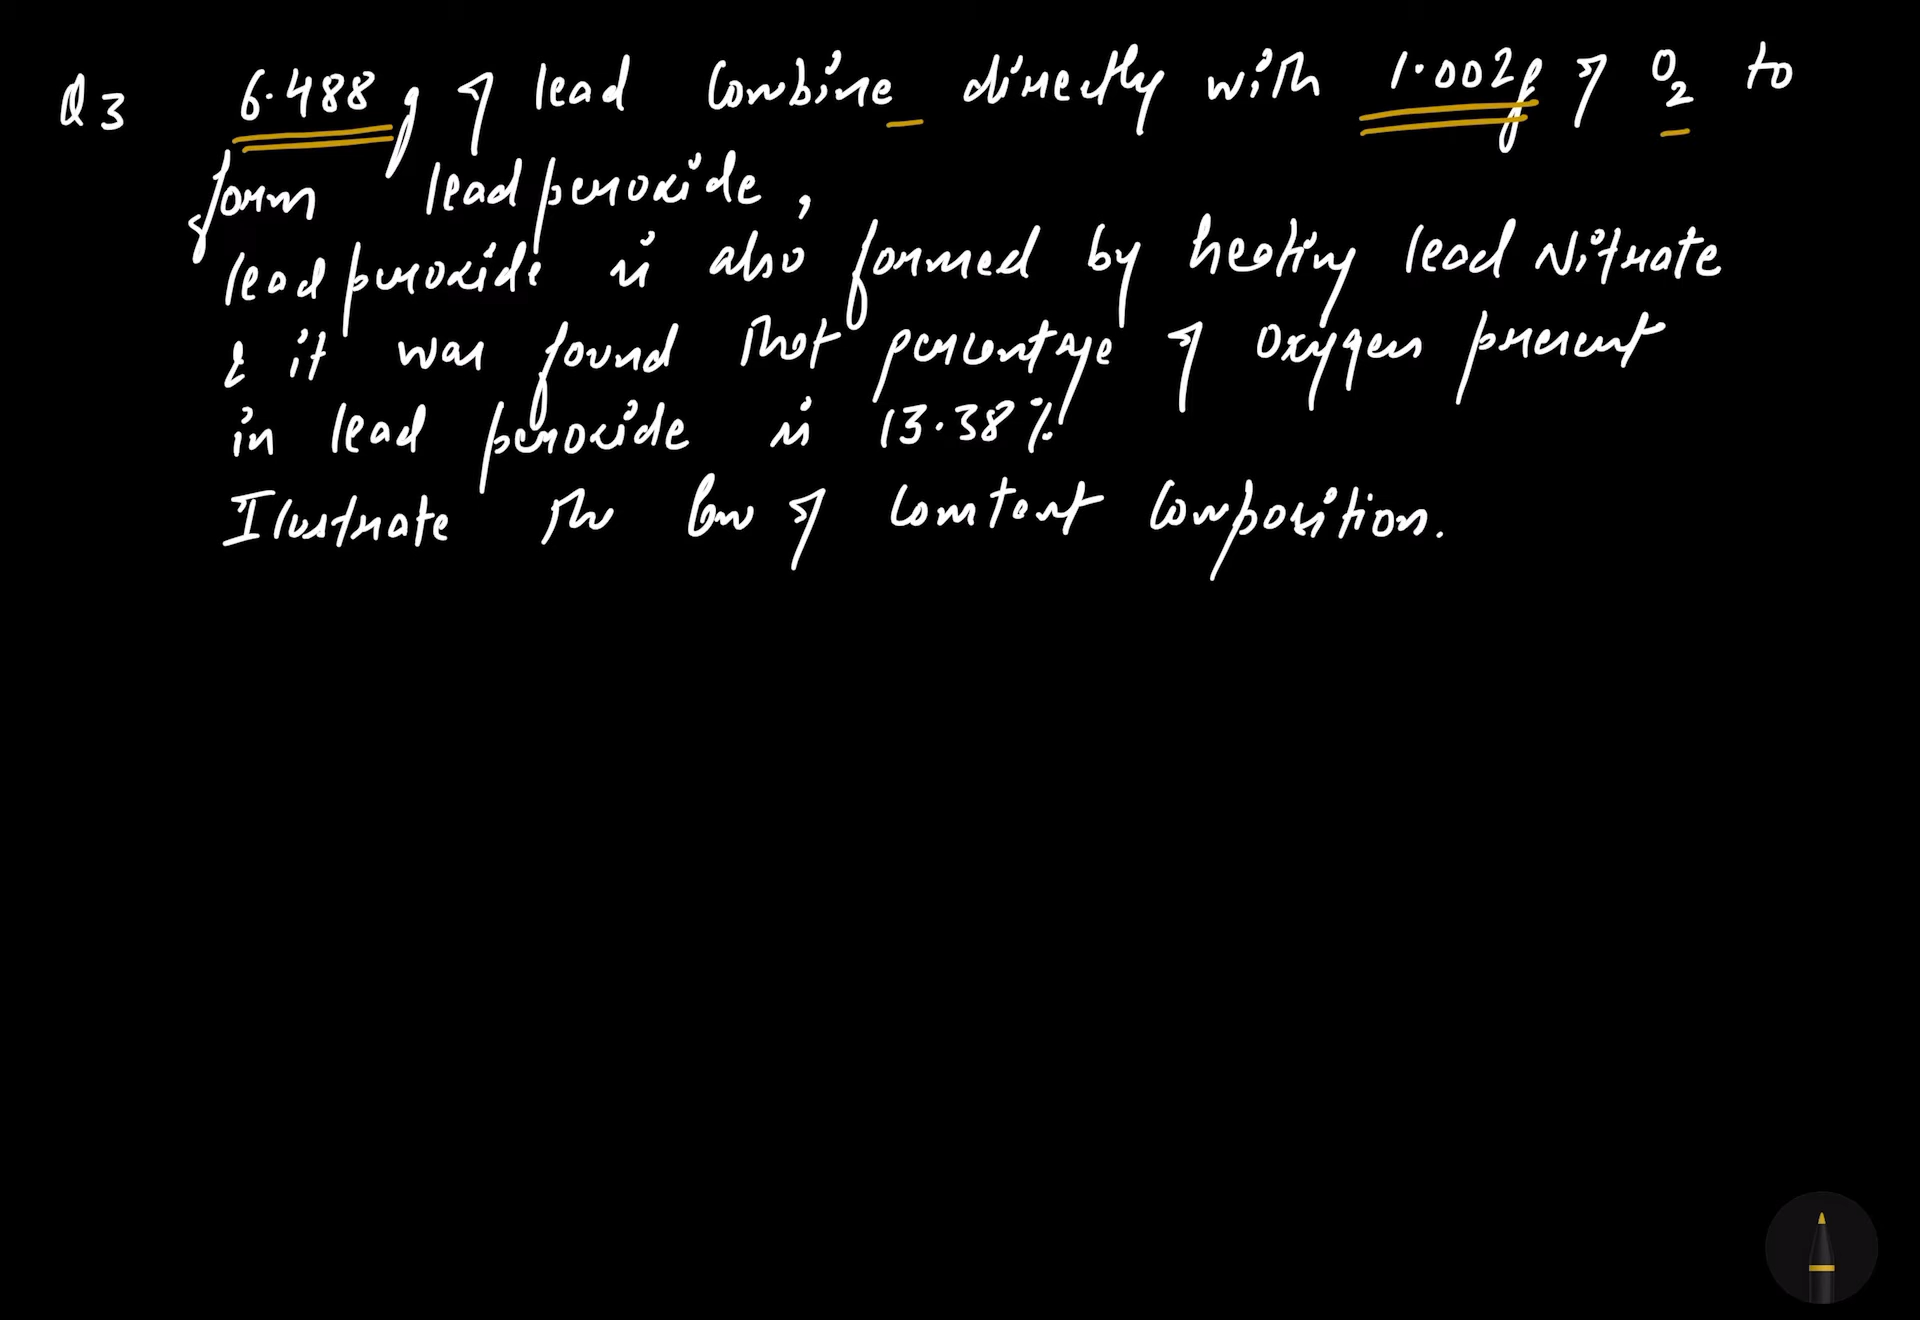 Q3 6.488 g of lead combine directly with 1.002g of O2 to
form lead peroxide,
lead peroxide is also formed by heating lead Nitrate
& it was found that percentage of oxygen present
in lead peroxide is 13.38%
Ilustrate the law of constant composition.